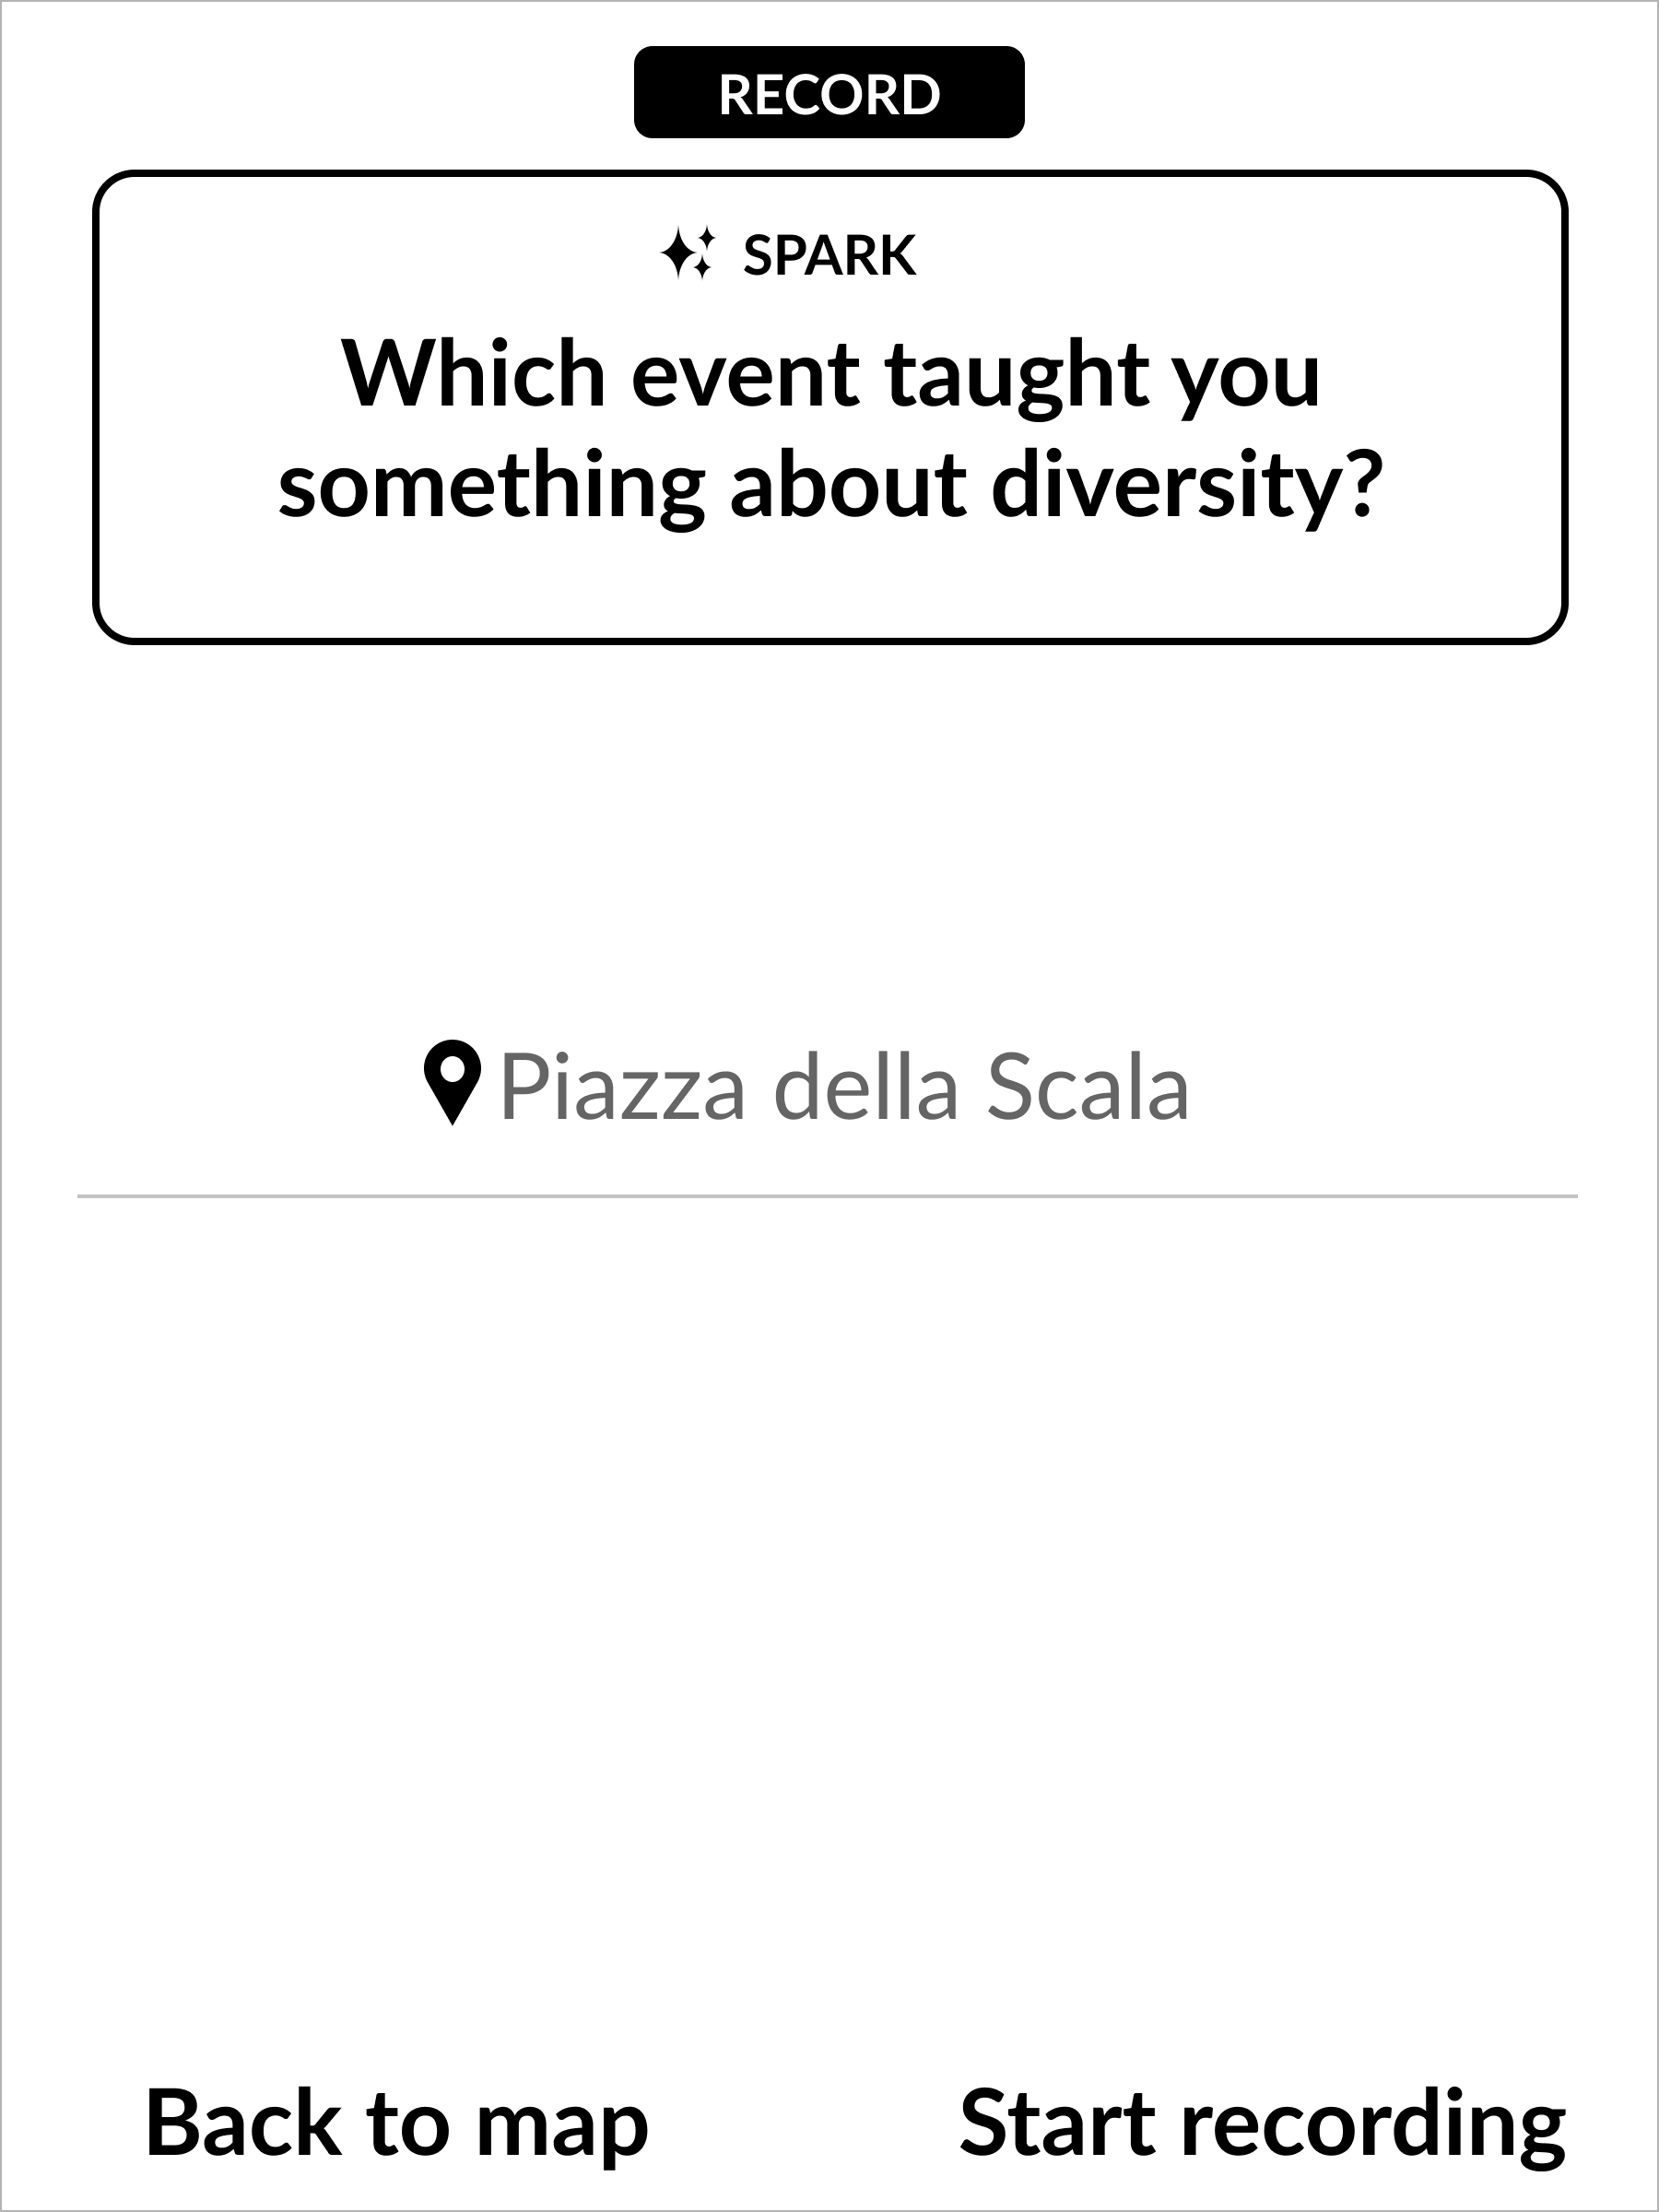 RECORD
SPARK
Which event taught you
something about diversity?
Piazza della Scala
Back to map
Start recording